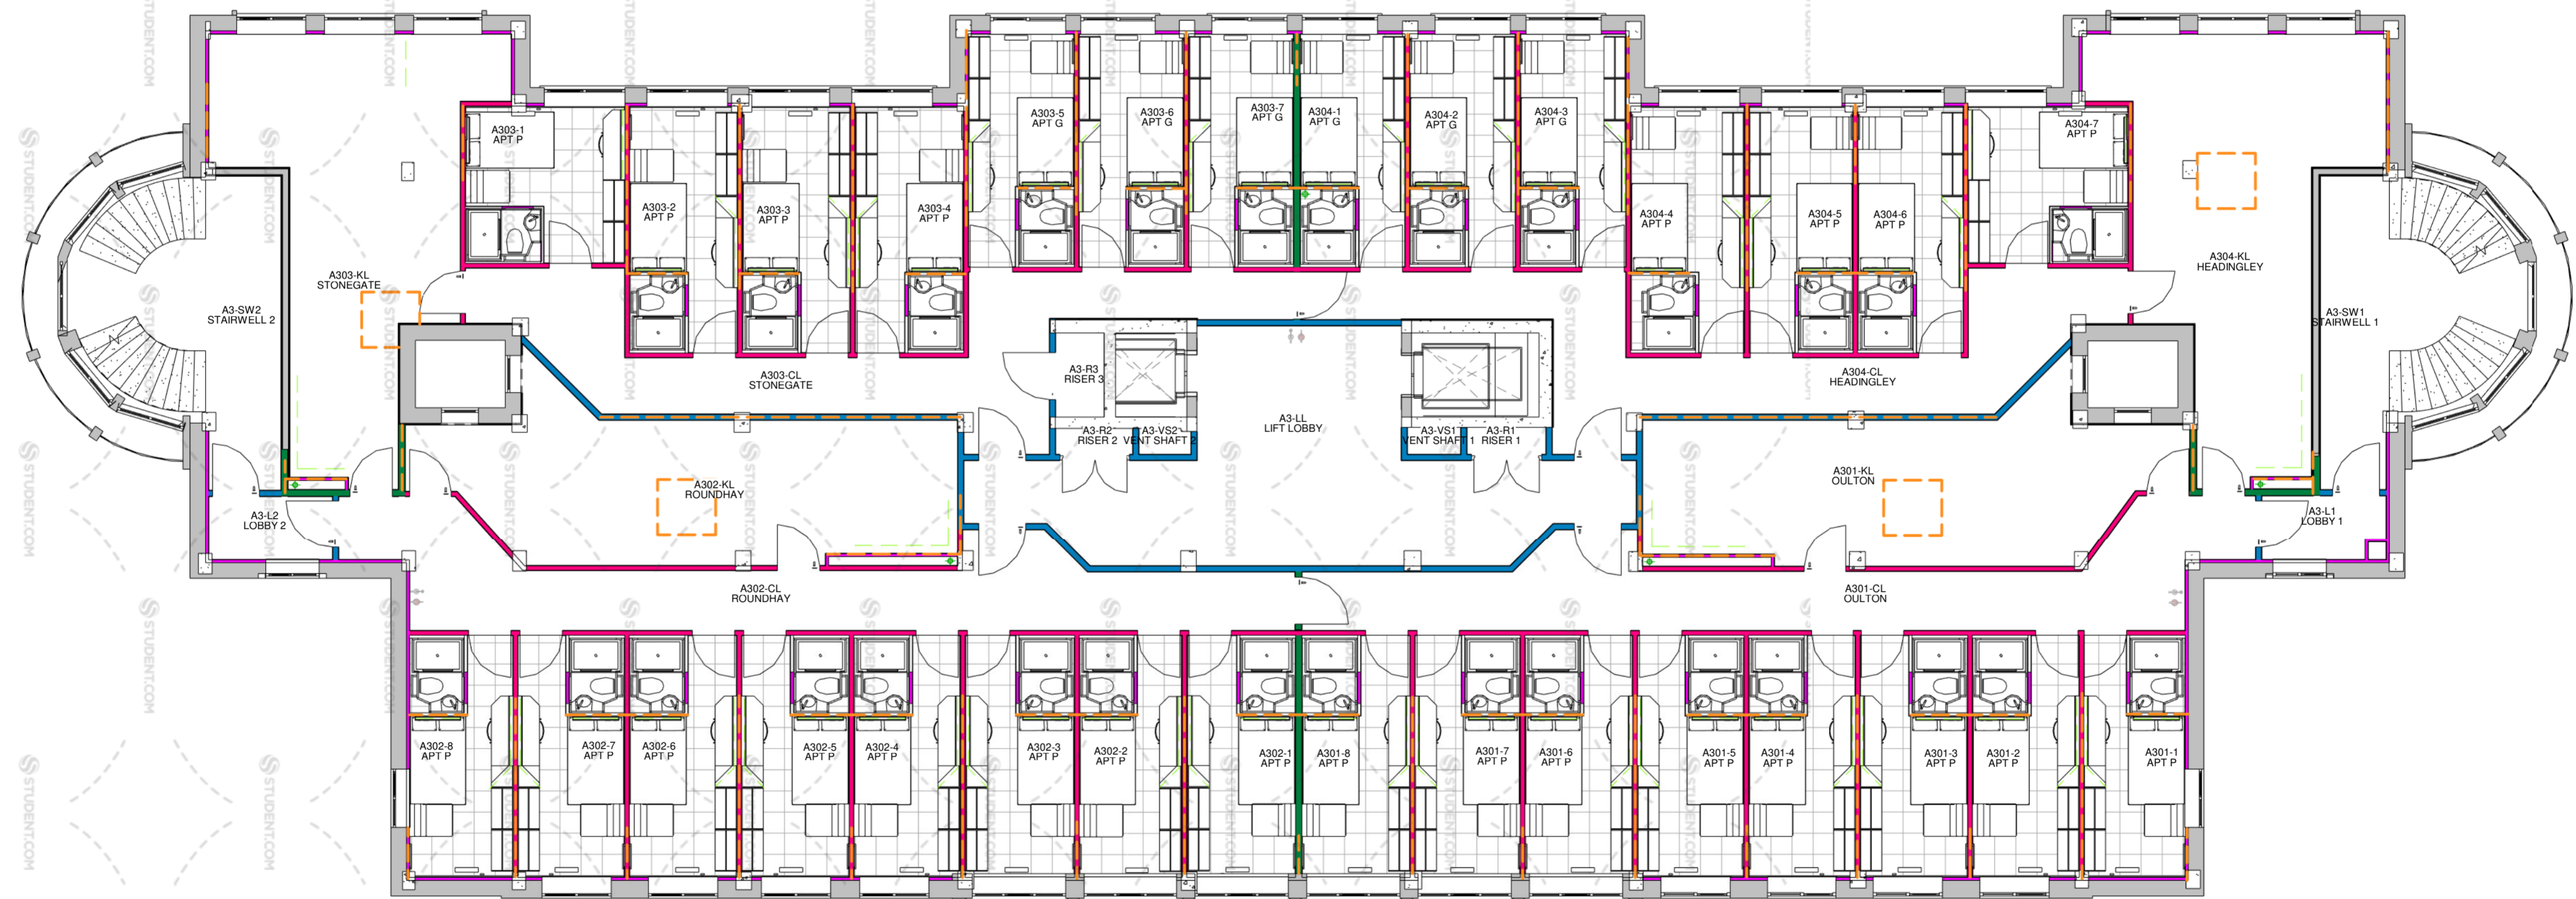 A303-1
APT P
A303-2
APT P
A303-3
APT P
A303-4
APT P
A303-5
APT G
A303-6
APT G
A303-7
APT G
A304-1
APT G
A304-2
APT G
A304-3
APT G
A304-4
APT P
A304-5
APT P
A304-6
APT P
A304-7
APT P
A303-KL
STONEGATE
A304-KL
HEADINGLEY
A3-SW2
STAIRWELL 2
A3-SW1
STAIRWELL 1
A303-CL
STONEGATE
A3-R3
RISER 3
A304-CL
HEADINGLEY
A3-R2
RISER 2
A3-VS2
VENT SHAFT 2
A3-LL
LIFT LOBBY
A3-VS1
VENT SHAFT 1
A3-R1
RISER 1
A302-KL
ROUNDHAY
A301-KL
OULTON
A3-L2
LOBBY 2
A3-L1
LOBBY 1
A302-CL
ROUNDHAY
A301-CL
OULTON
A302-8
APT P
A302-7
APT P
A302-6
APT P
A302-5
APT P
A302-4
APT P
A302-3
APT P
A302-2
APT P
A302-1
APT P
A301-8
APT P
A301-7
APT P
A301-6
APT P
A301-5
APT P
A301-4
APT P
A301-3
APT P
A301-2
APT P
A301-1
APT P
STUDENT.COM